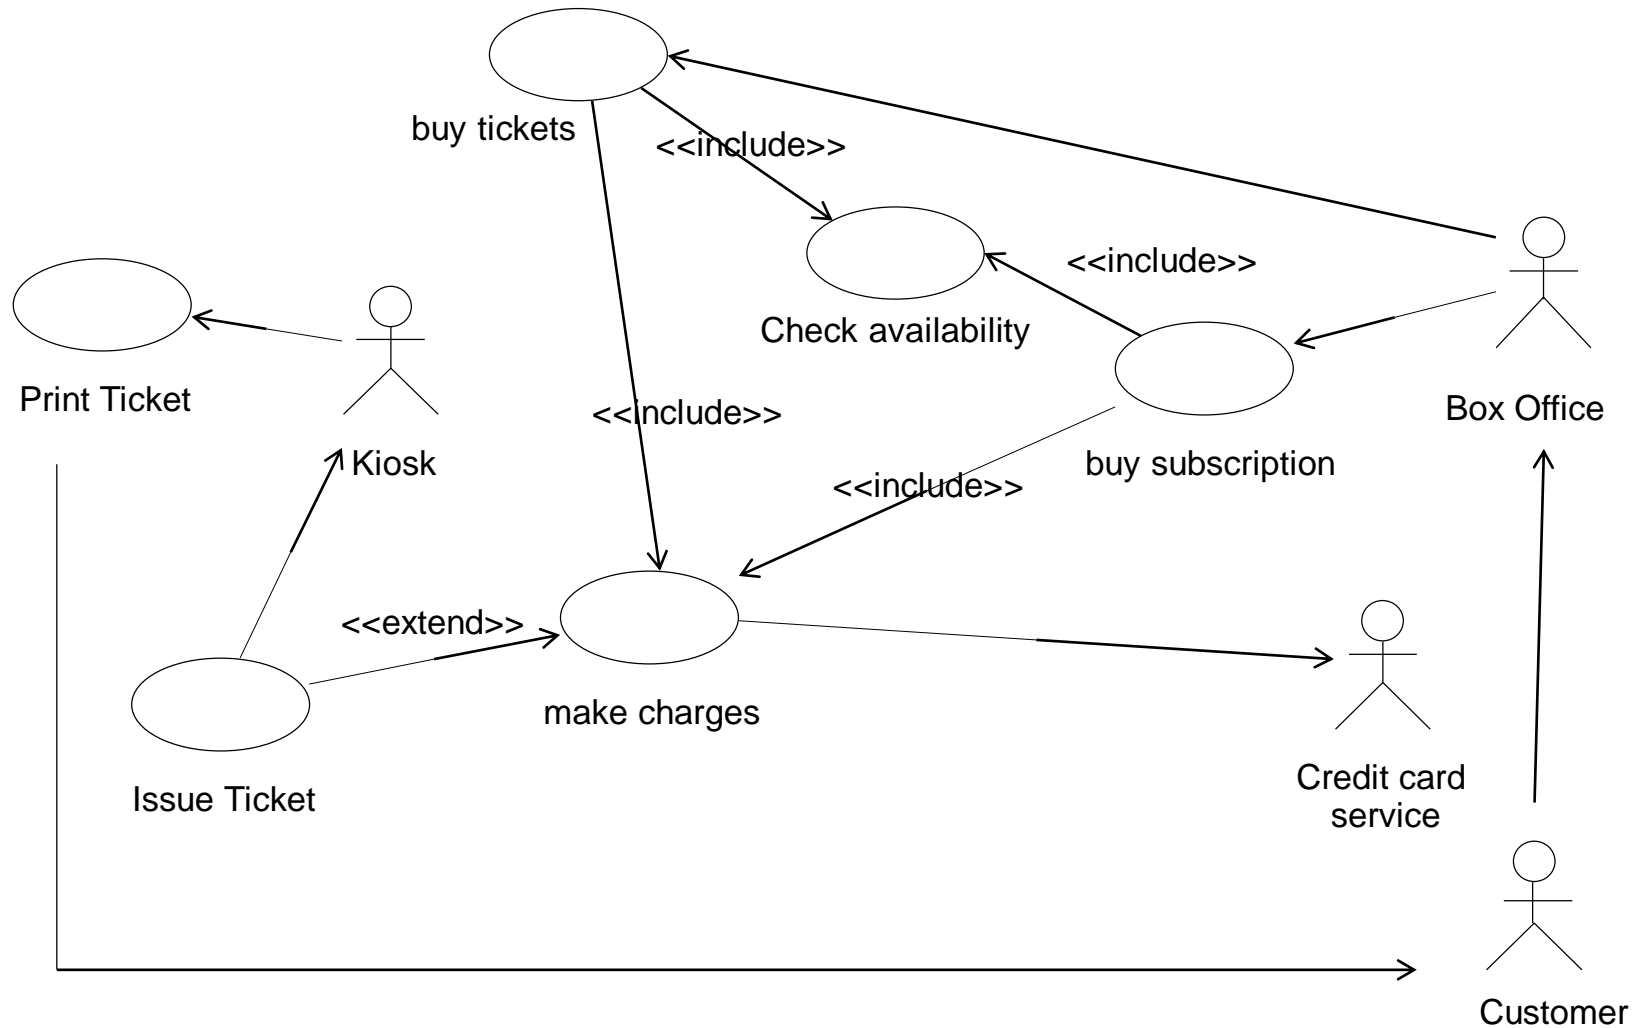 buy tickets
<<include>>
<<include>>
Check availability
Print Ticket
Box Office
<<include>>
Kiosk
buy subscription
<<include>>
<<extend>>
make charges
Credit card
service
Issue Ticket
Customer